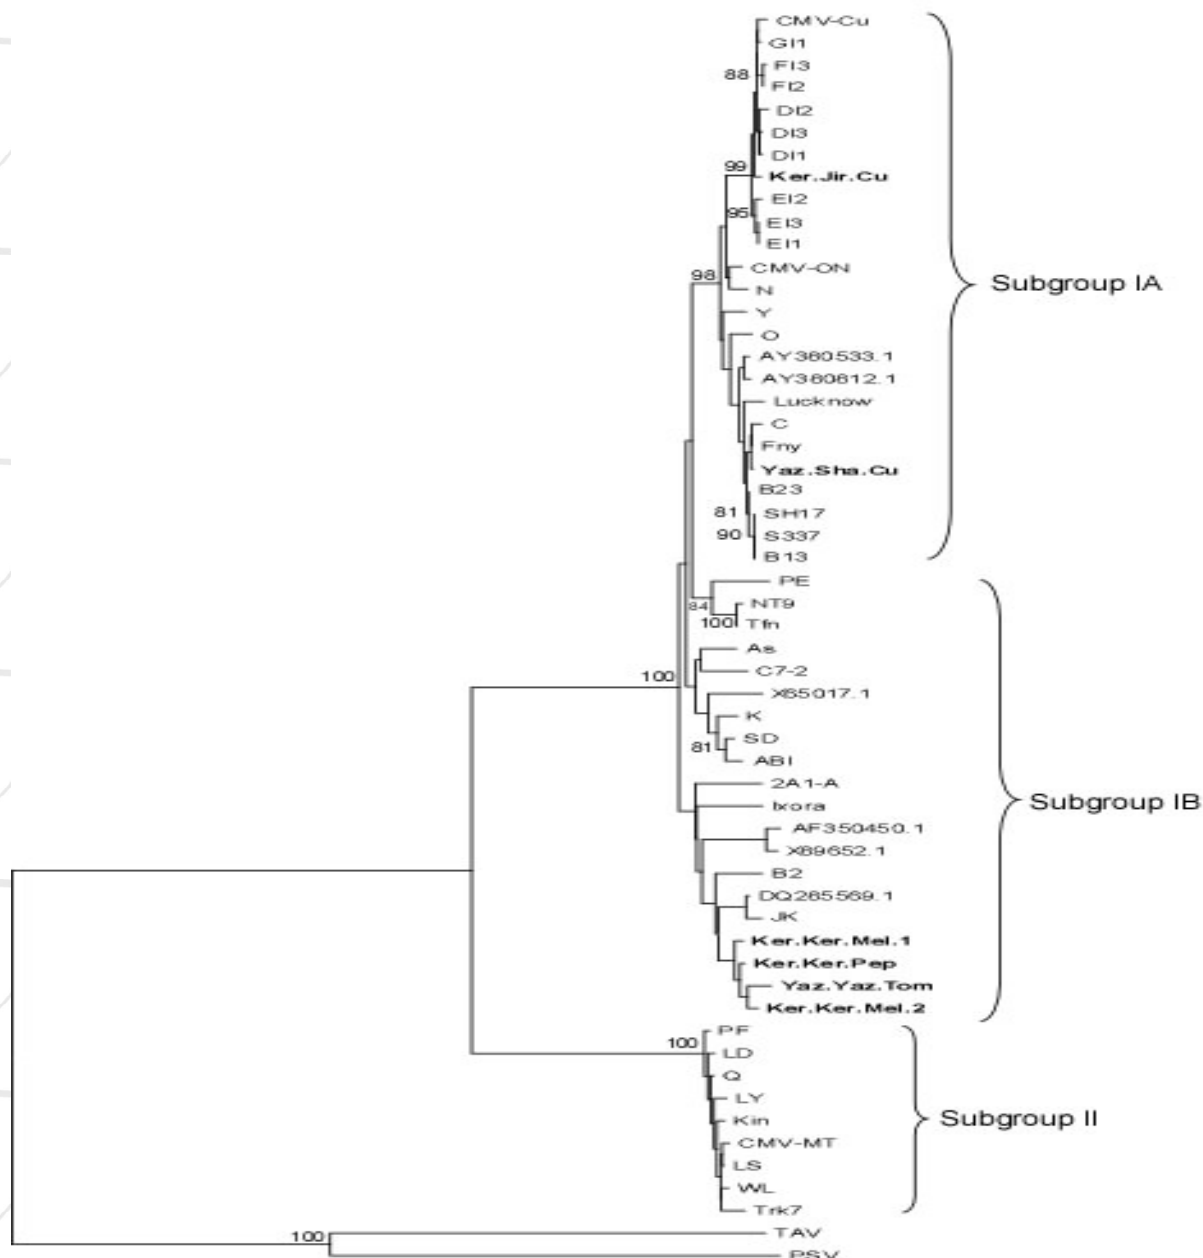 CMV-Cu
GI1
FI3
88
FI2
DI2
DI3
DI1
99
Ker.Jir.Cu
EI2
95
EI3
EI1
CMV-ON
98
Subgroup IA
N
Y
O
AY380533.1
AY380812.1
Lucknow
C
Fny
Yaz.Sha.Cu
B23
81
SH17
90
S337
B13
PE
NT9
84
100
Tfn
As
C7-2
100
X65017.1
K
SD
81
ABI
2A1-A
Ixora
Subgroup IB
AF350450.1
X89652.1
B2
DQ285569.1
JK
Ker.Ker.Mel.1
Ker.Ker.Pep
Yaz.Yaz.Tom
Ker.Ker.Mel.2
PF
100
LD
Q
LY
Kin
Subgroup II
CMV-MT
LS
WL
Trk7
TAV
100
PSV